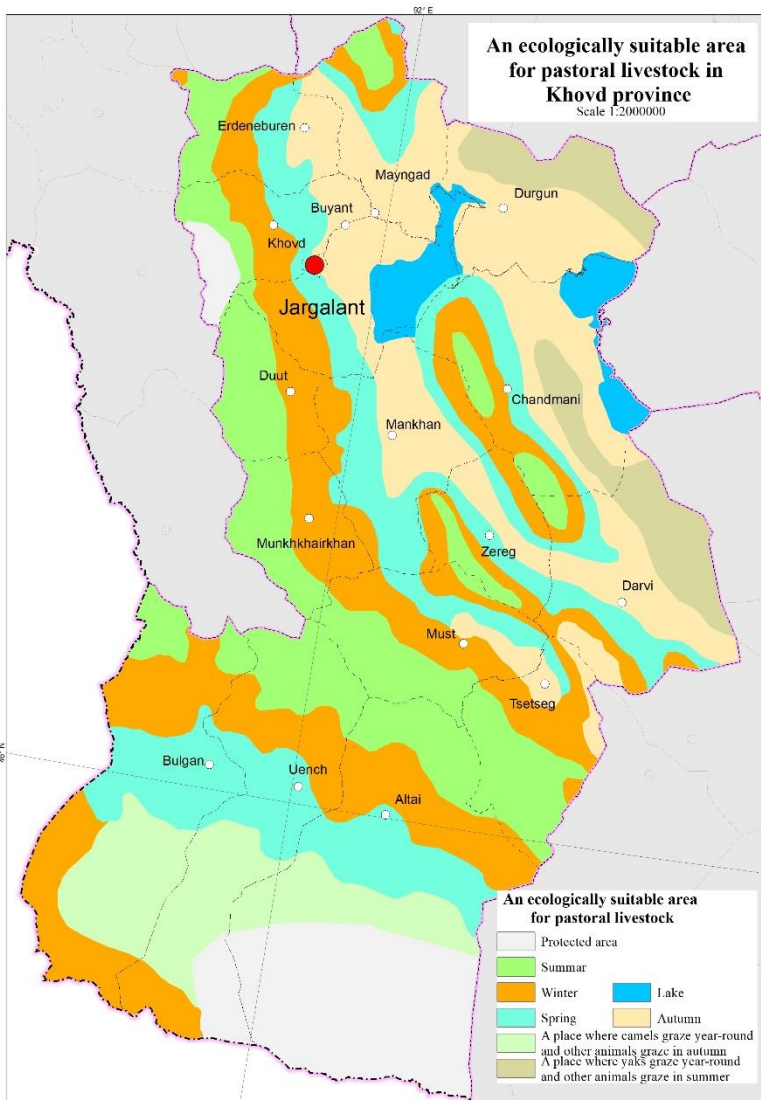 92° E
An ecologically suitable area
for pastoral livestock in
Khovd province
Scale 1:2000000
Erdeneburen
Mayngad
Durgun
Buyant
Khovd
Jargalant
Duut
Chandmani
Mankhan
Munkhkhairkhan
Zereg
Darvi
Must
Tsetseg
Bulgan
Uench
Altai
An ecologically suitable area
for pastoral livestock
Protected area
Summar
Winter
Lake
Spring
Autumn
A place where camels graze year-round
and other animals graze in autumn
A place where yaks graze year-round
and other animals graze in summer